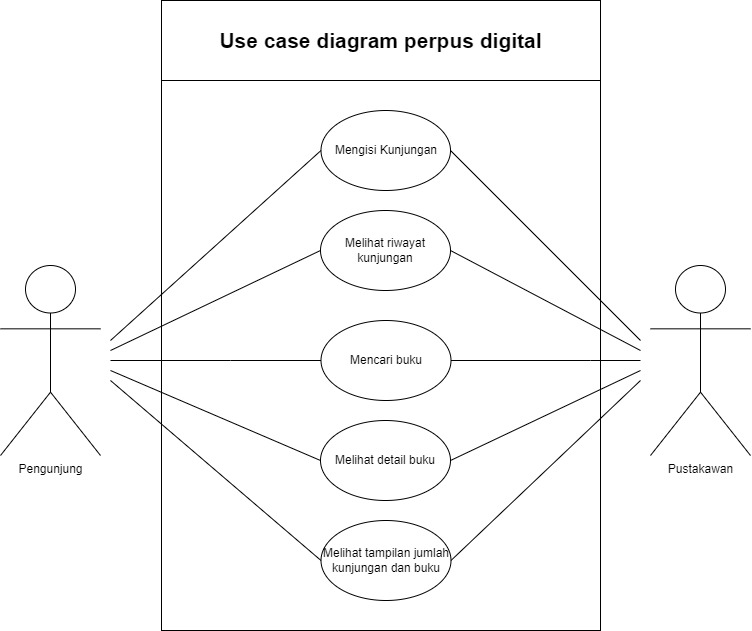 Use case diagram perpus digital
Mengisi Kunjungan
Melihat riwayat
kunjungan
Mencari buku
Melihat detail buku
Melihat tampilan jumlah
kunjungan dan buku
Pengunjung
Pustakawan